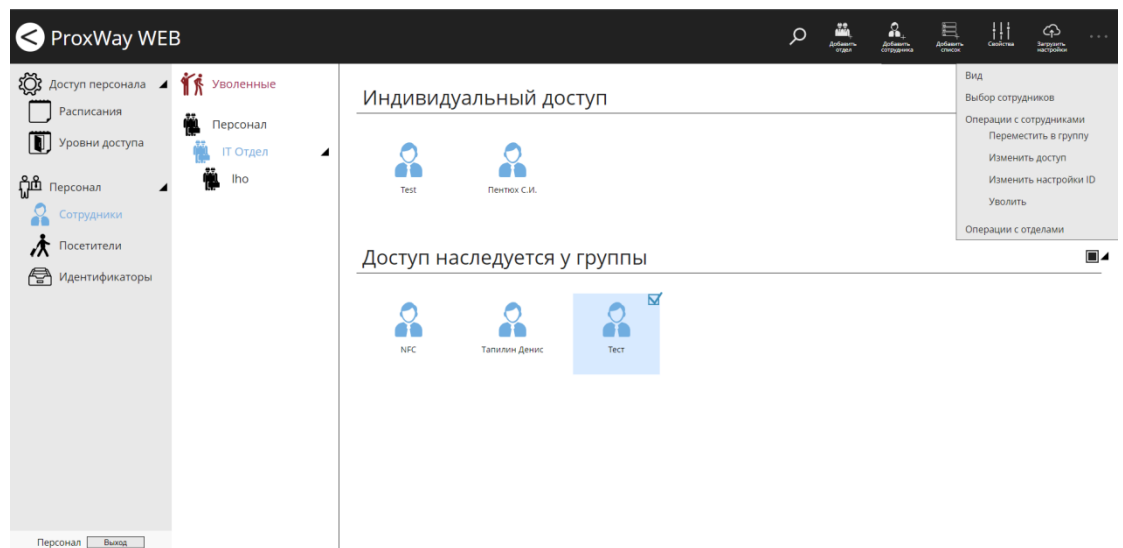 ProxWay WEB
Добавить
отдел
Добавить
сотрудника
Добавить
список
Свойства
Загрузить
настройки
Доступ персонала
Расписания
Уровни доступа
Персонал
Сотрудники
Посетители
Идентификаторы
Персонал
Выход
Уволенные
Персонал
IT Отдел
Iho
Индивидуальный доступ
Test
Пентюх С.И.
Доступ наследуется у группы
NFC
Тапилин Денис
Тест
Вид
Выбор сотрудников
Операции с сотрудниками
Переместить в группу
Изменить доступ
Изменить настройки ID
Уволить
Операции с отделами